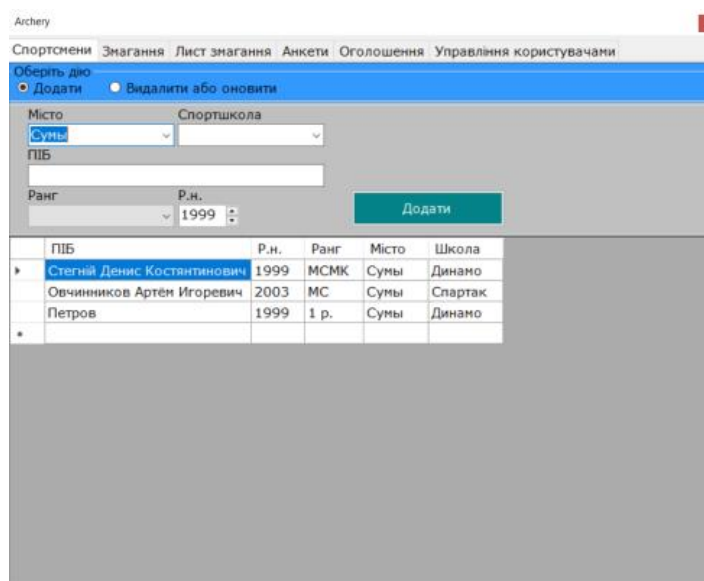 Archery
Спортсмени Змагання Лист змагання Анкети Оголошення Управління користувачами
Оберіть дію
Додати Видалити або оновити
Місто Спортшкола
Сумы
ПІБ
Ранг Р.н.
1999 Додати
ПІБ Р.н. Ранг Місто Школа
Стегній Денис Костянтинович 1999 МСМК Сумы Динамо
Овчинников Артём Игоревич 2003 МС Сумы Спартак
Петров 1999 1 р. Сумы Динамо